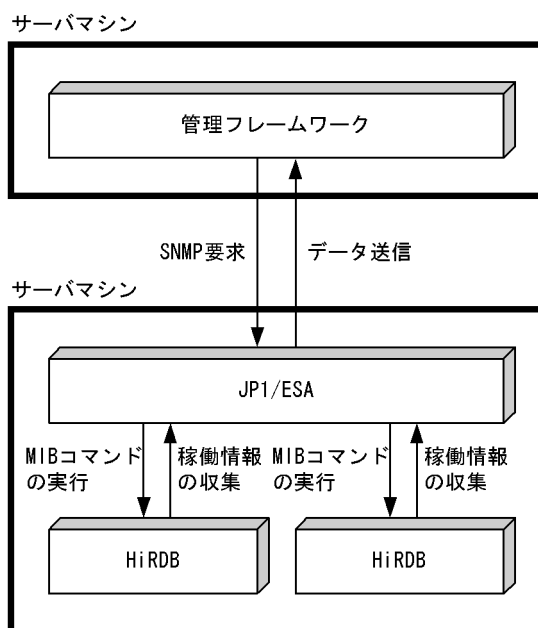 サーバマシン
管理フレームワーク
SNMP要求
データ送信
サーバマシン
JP1/ESA
MIBコマンド
の実行
稼働情報
の収集
MIBコマンド
の実行
稼働情報
の収集
HiRDB
HiRDB